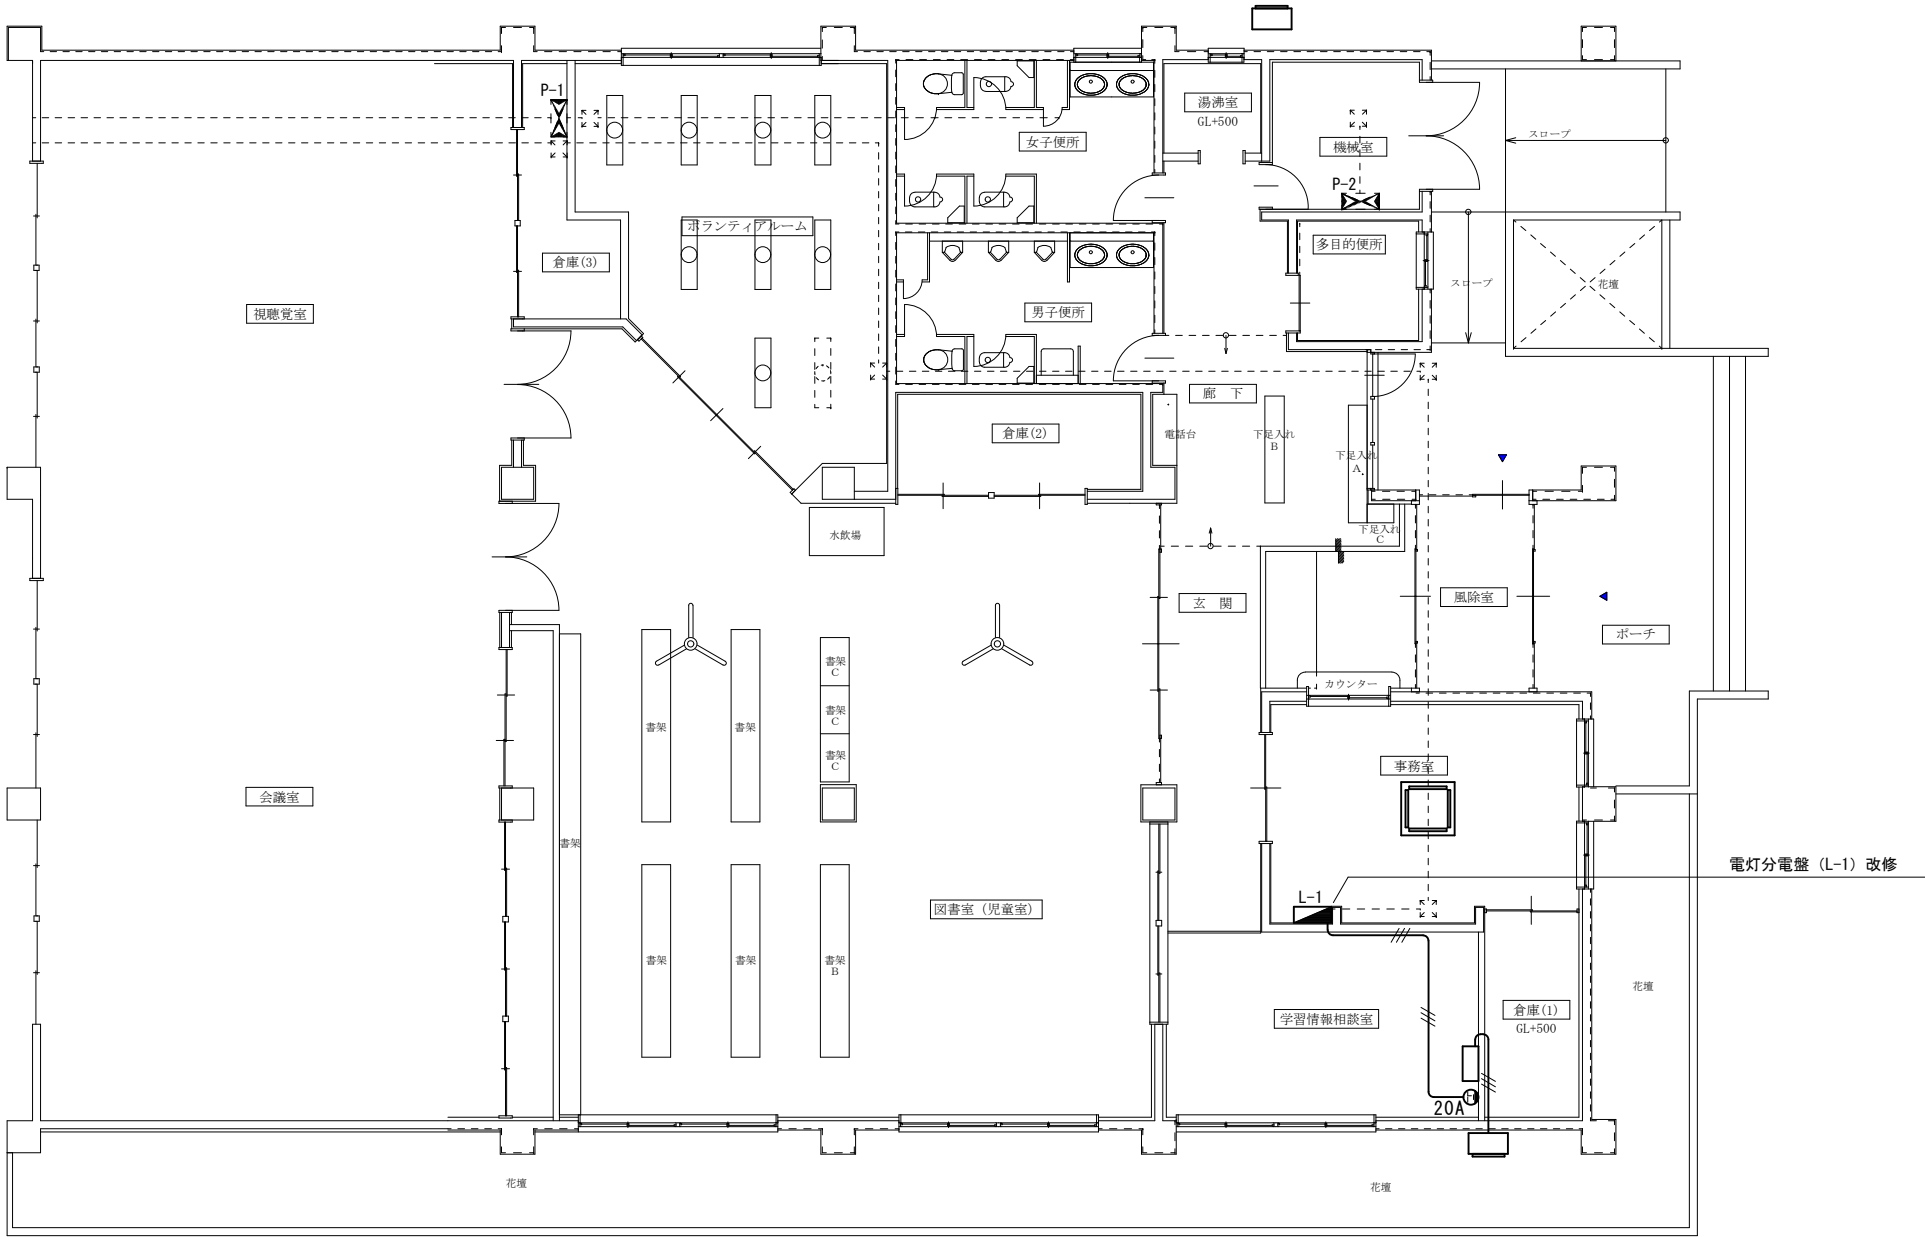 P-1
湯沸室
GL+500
スロープ
女子便所
機械室
P-2
ボランティアルーム
多目的便所
倉庫(3)
スロープ
花壇
視聴覚室
男子便所
廊　下
倉庫(2)
電話台
下足入れ
B
下足入れ
A
水飲場
下足入れ
C
玄　関
風除室
ポーチ
書架
C
カウンター
書架
C
書架
書架
書架
C
事務室
会議室
書架
電灯分電盤（L-1）改修
L-1
図書室（児童室）
書架
書架
書架
B
花壇
学習情報相談室
倉庫(1)
GL+500
20A
E
花壇
花壇